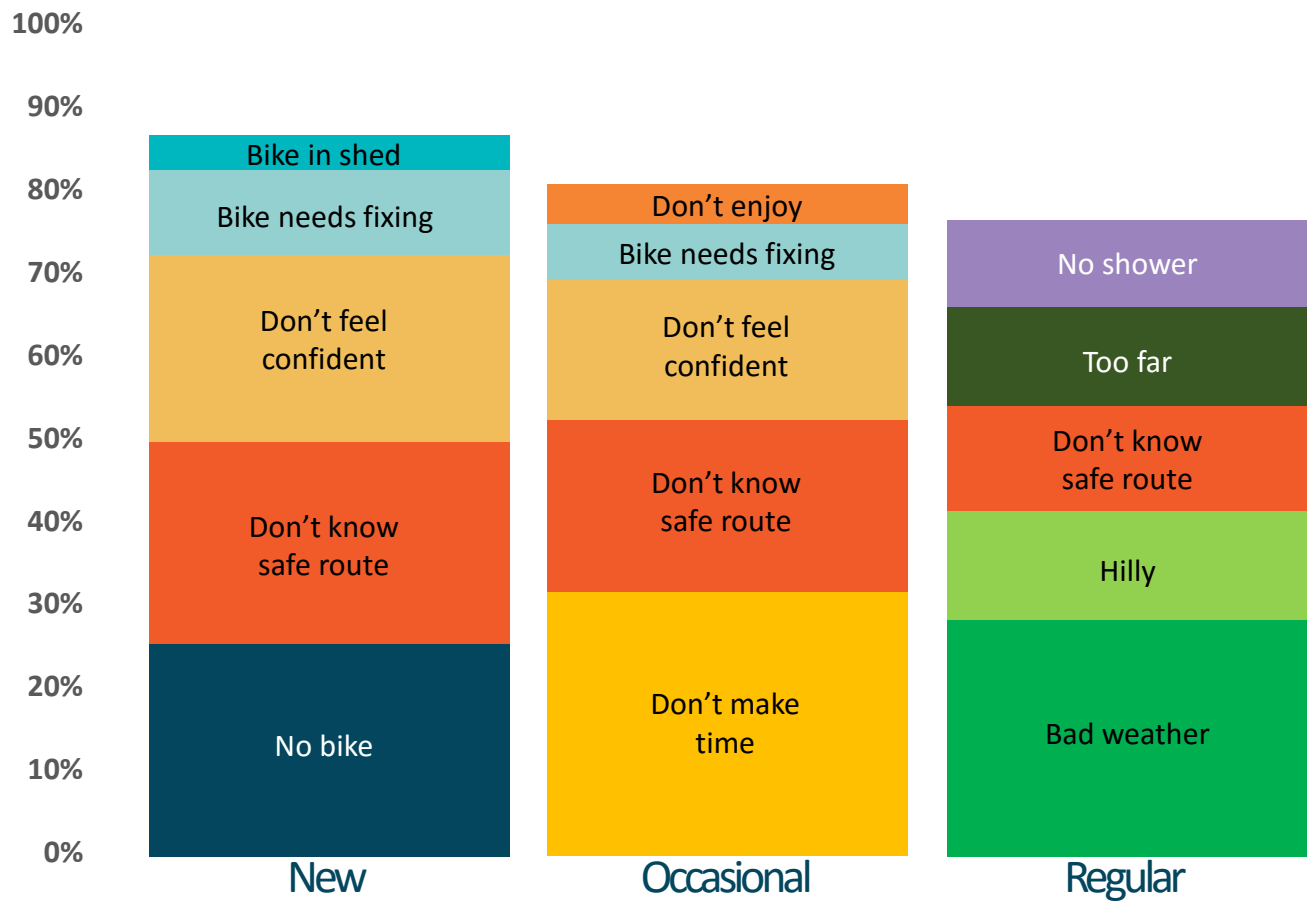 100%
90%
80%
70%
60%
50%
40%
30%
20%
10%
0%
Bike in shed
Bike needs fixing
Don’t feel
confident
Don’t know
safe route
No bike
New
Don’t enjoy
Bike needs fixing
Don’t feel
confident
Don’t know
safe route
Don’t make
time
Occasional
No shower
Too far
Don’t know
safe route
Hilly
Bad weather
Regular